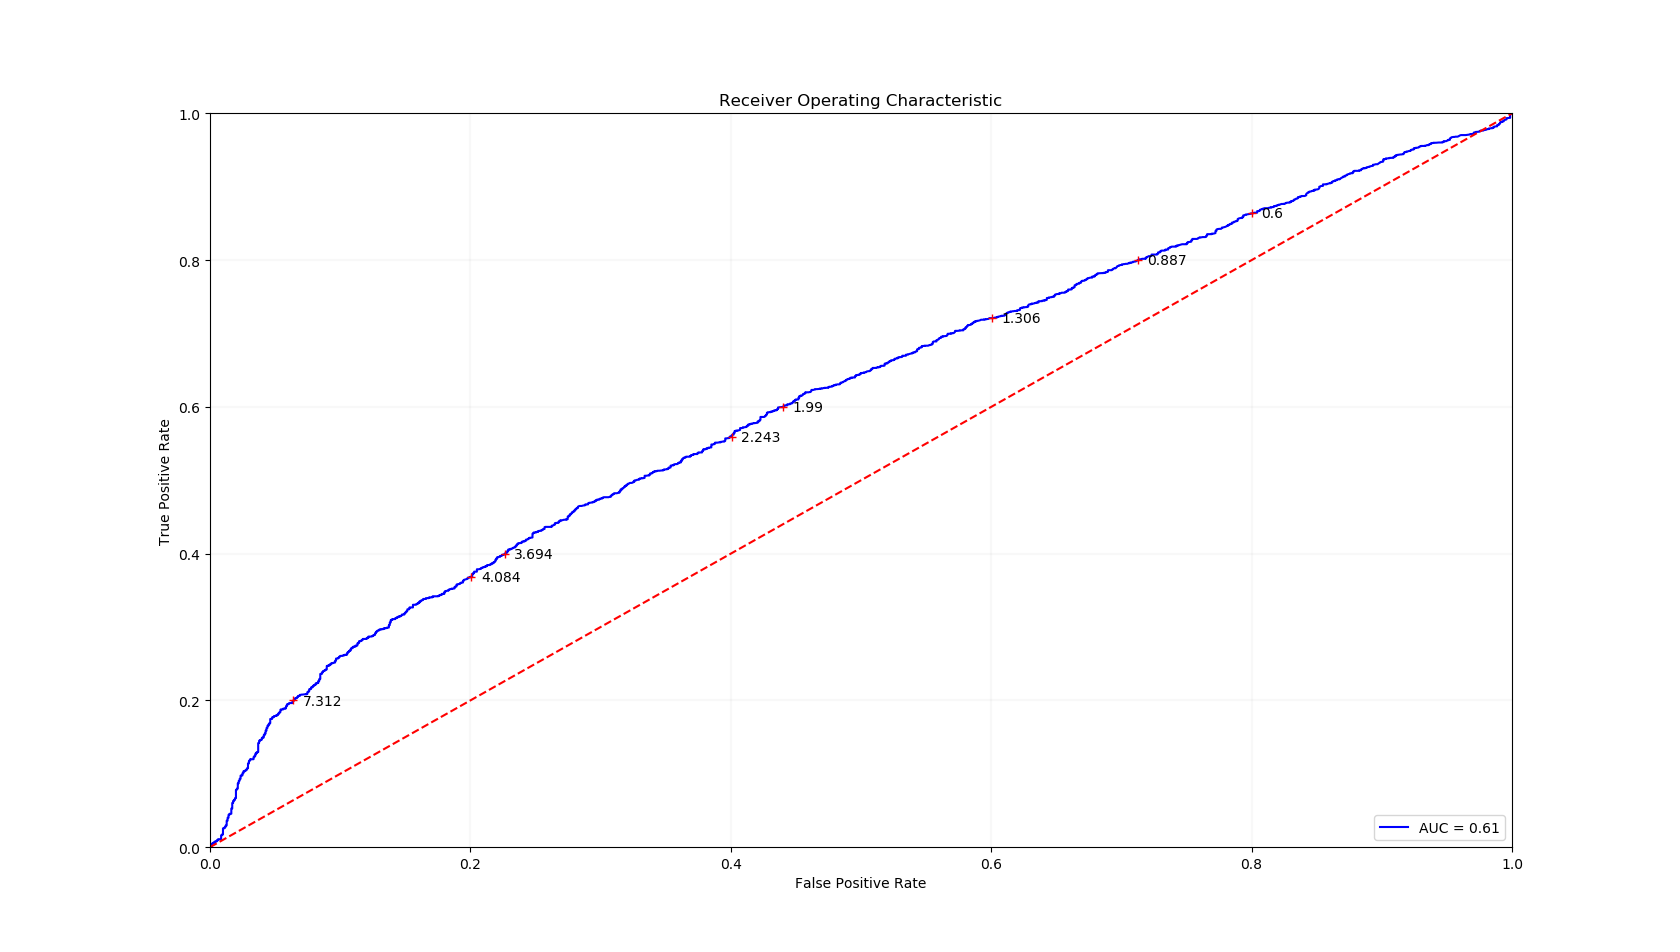 Receiver Operating Characteristic
1.0
0.8
0.6
0.4
0.2
0.0
True Positive Rate
0.6
0.887
1.306
1.99
2.243
3.694
4.084
7.312
AUC = 0.61
0.0 0.2 0.4 0.6 0.8 1.0
False Positive Rate